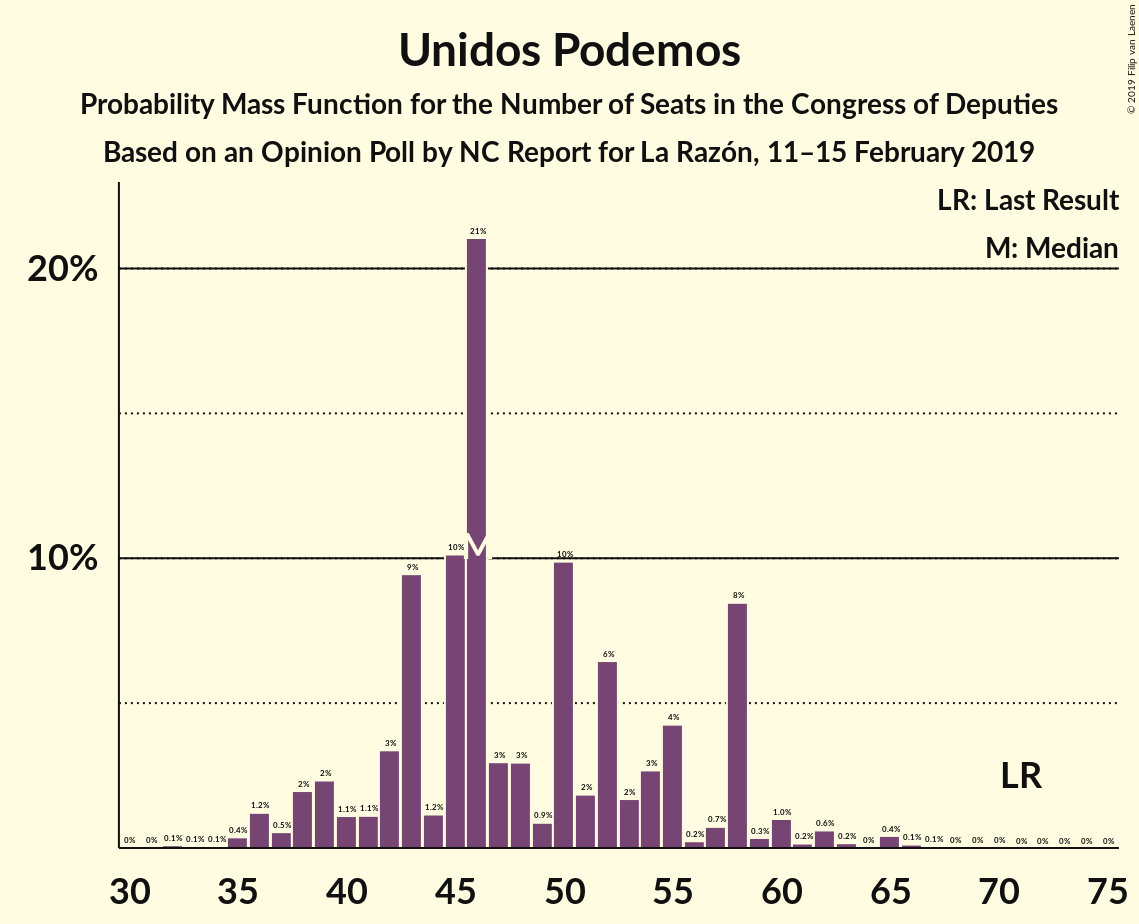 © 2019 Filip van Laenen
Unidos Podemos
Probability Mass Function for the Number of Seats in the Congress of Deputies
Based on an Opinion Poll by NC Report for La Razón, 11–15 February 2019
LR: Last Result
M: Median
20%
10%
0% 0% 0.1% 0.1% 0.1% 0.4% 1.2% 0.5% 2% 2% 1.1% 1.1% 3% 9% 1.2% 10% 21% 3% 3% 0.9% 10% 2% 6% 2% 3% 4% 0.2% 0.7% 8% 0.3% 1.0% 0.2% 0.6% 0.2% 0% 0.4% 0.1% 0.1% 0% 0% 0% 0% 0% 0% 0% 0%
M
LR
30 35 40 45 50 55 60 65 70 75